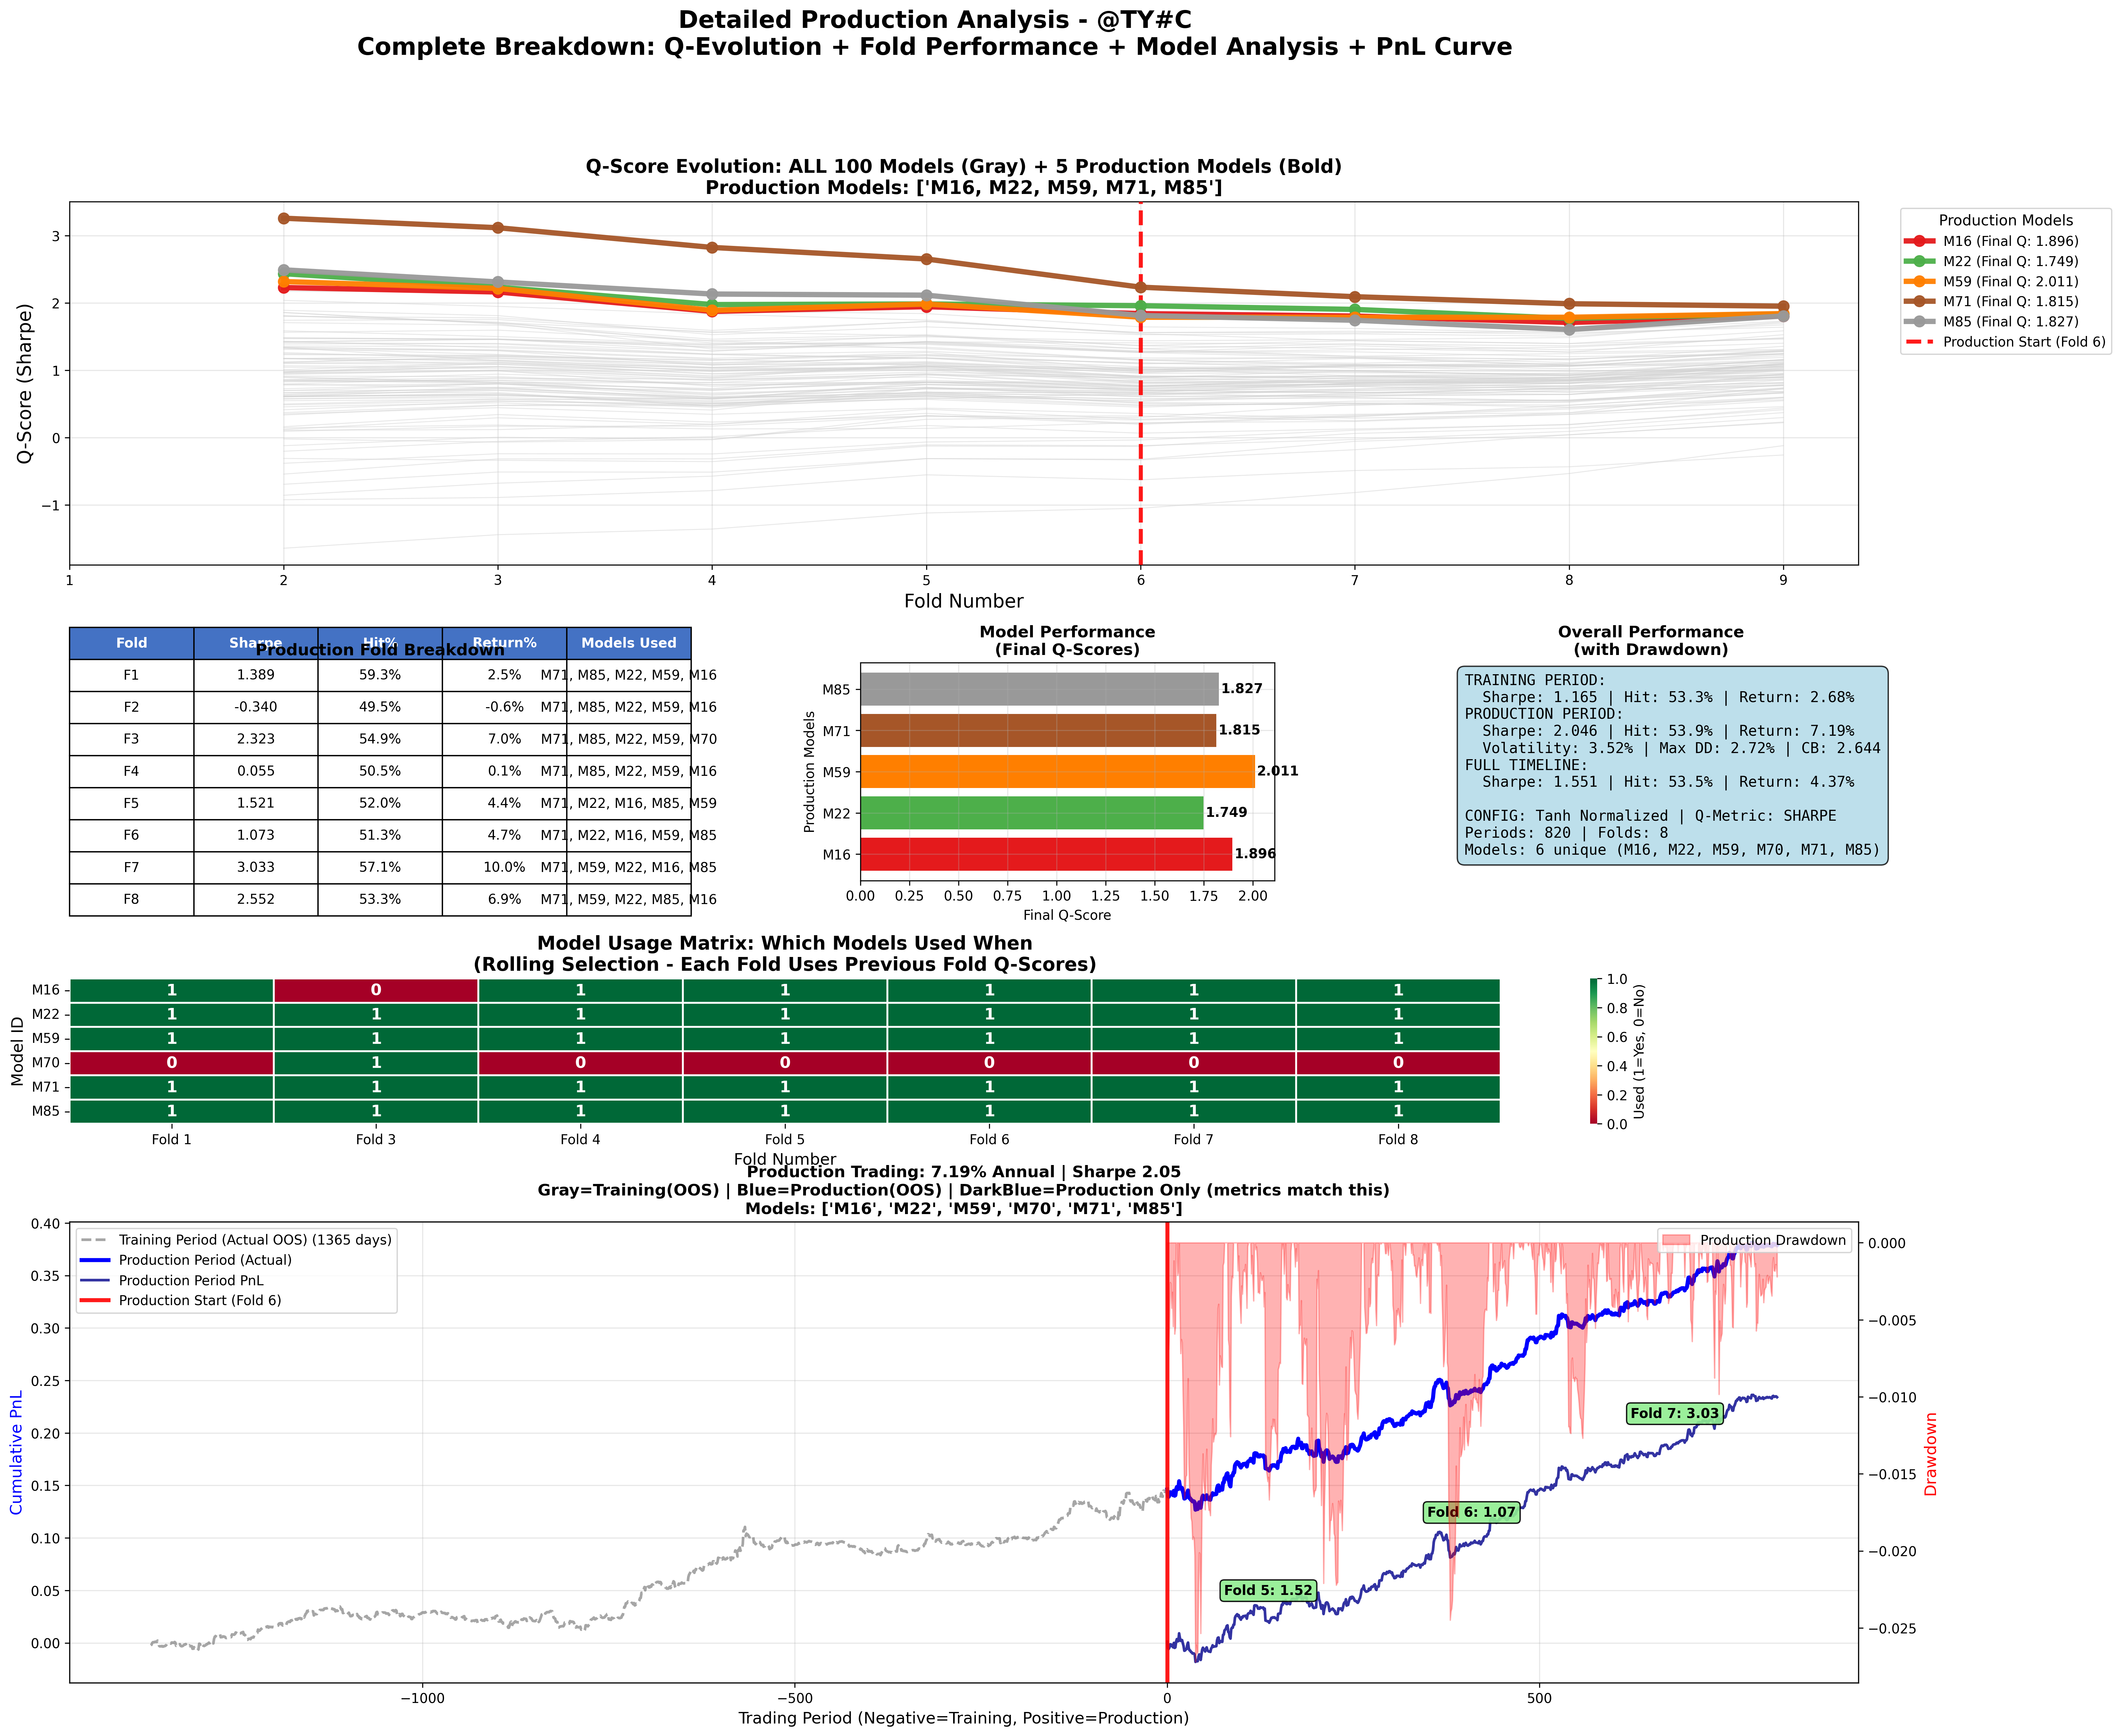 Detailed Production Analysis - @TY#C
Complete Breakdown: Q-Evolution + Fold Performance + Model Analysis + PnL Curve
Q-Score Evolution: ALL 100 Models (Gray) + 5 Production Models (Bold)
Production Models: ['M16, M22, M59, M71, M85']
Q-Score (Sharpe)
3
2
1
0
−1
1 2 3 4 5 6 7 8 9
Fold Number
Production Models
M16 (Final Q: 1.896)
M22 (Final Q: 1.749)
M59 (Final Q: 2.011)
M71 (Final Q: 1.815)
M85 (Final Q: 1.827)
Production Start (Fold 6)
Production Fold Breakdown
Fold Sharpe Hit% Return% Models Used
F1 1.389 59.3% 2.5% M71, M85, M22, M59, M16
F2 -0.340 49.5% -0.6% M71, M85, M22, M59, M16
F3 2.323 54.9% 7.0% M71, M85, M22, M59, M70
F4 0.055 50.5% 0.1% M71, M85, M22, M59, M16
F5 1.521 52.0% 4.4% M71, M22, M16, M85, M59
F6 1.073 51.3% 4.7% M71, M22, M16, M59, M85
F7 3.033 57.1% 10.0% M71, M59, M22, M16, M85
F8 2.552 53.3% 6.9% M71, M59, M22, M85, M16
Model Performance
(Final Q-Scores)
Production Models
M85 1.827
M71 1.815
M59 2.011
M22 1.749
M16 1.896
0.00 0.25 0.50 0.75 1.00 1.25 1.50 1.75 2.00
Final Q-Score
Overall Performance
(with Drawdown)
TRAINING PERIOD:
Sharpe: 1.165 | Hit: 53.3% | Return: 2.68%
PRODUCTION PERIOD:
Sharpe: 2.046 | Hit: 53.9% | Return: 7.19%
Volatility: 3.52% | Max DD: 2.72% | CB: 2.644
FULL TIMELINE:
Sharpe: 1.551 | Hit: 53.5% | Return: 4.37%
CONFIG: Tanh Normalized | Q-Metric: SHARPE
Periods: 820 | Folds: 8
Models: 6 unique (M16, M22, M59, M70, M71, M85)
Model Usage Matrix: Which Models Used When
(Rolling Selection - Each Fold Uses Previous Fold Q-Scores)
Model ID
M16 1 0 1 1 1 1 1
M22 1 1 1 1 1 1 1
M59 1 1 1 1 1 1 1
M70 0 1 0 0 0 0 0
M71 1 1 1 1 1 1 1
M85 1 1 1 1 1 1 1
Fold 1 Fold 3 Fold 4 Fold 5 Fold 6 Fold 7 Fold 8
Fold Number
1.0
0.8
0.6
0.4
0.2
0.0
Used (1=Yes, 0=No)
Production Trading: 7.19% Annual | Sharpe 2.05
Gray=Training(OOS) | Blue=Production(OOS) | DarkBlue=Production Only (metrics match this)
Models: ['M16', 'M22', 'M59', 'M70', 'M71', 'M85']
Training Period (Actual OOS) (1365 days)
Production Period (Actual)
Production Period PnL
Production Start (Fold 6)
Production Drawdown
Cumulative PnL
0.40
0.35
0.30
0.25
0.20
0.15
0.10
0.05
0.00
Fold 5: 1.52
Fold 6: 1.07
Fold 7: 3.03
0.000
−0.005
−0.010
−0.015
−0.020
−0.025
Drawdown
−1000 −500 0 500
Trading Period (Negative=Training, Positive=Production)